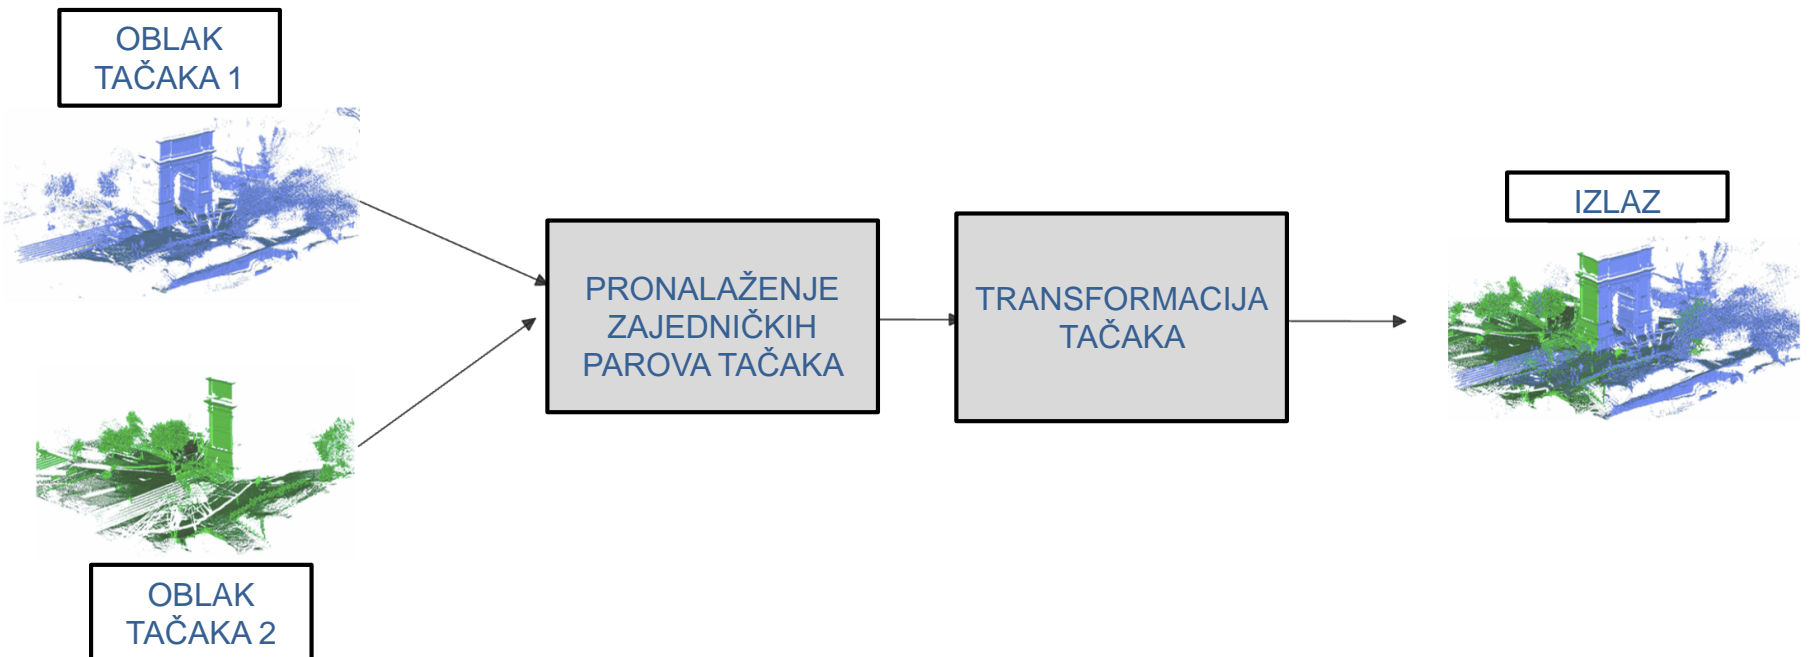 OBLAK
TAČAKA 1
PRONALAŽENJE
ZAJEDNIČKIH
PAROVA TAČAKA
TRANSFORMACIJA
TAČAKA
IZLAZ
OBLAK
TAČAKA 2